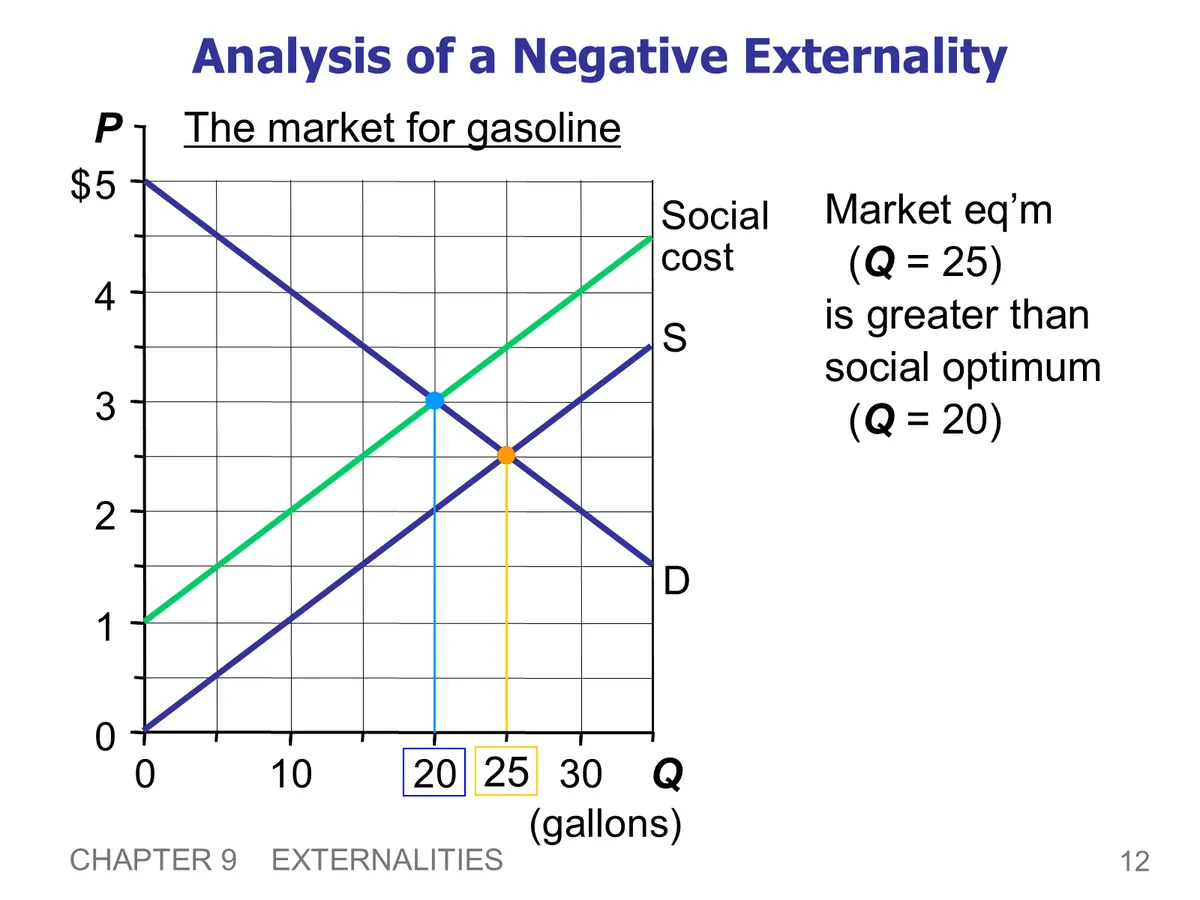 Analysis of a Negative Externality
P
The market for gasoline
$5
4
3
2
1
0
0
10
20
25
30
Q
(gallons)
Social
cost
S
D
Market eq’m
(Q = 25)
is greater than
social optimum
(Q = 20)
CHAPTER 9 EXTERNALITIES
12